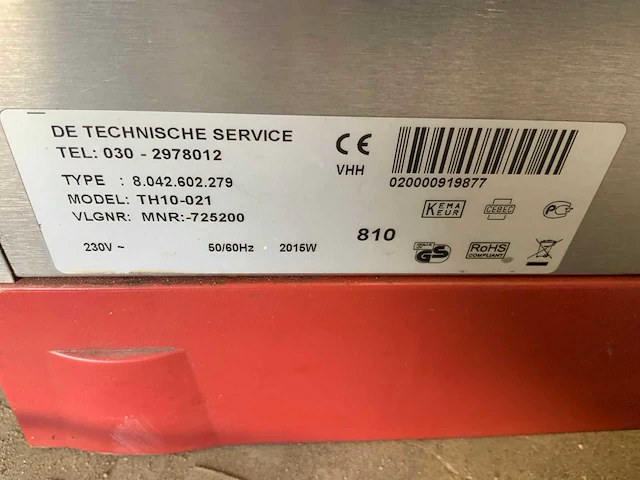 DE TECHNISCHE SERVICE
TEL: 030 - 2978012
TYPE : 8.042.602.279
MODEL: TH10-021
VLGNR: MNR:-725200
230V ~ 50/60Hz · 2015W
CE
VHH
020000919877
KEMA
KEUR
CEBEC
PC
810
GS
RoHS
COMPLIANT